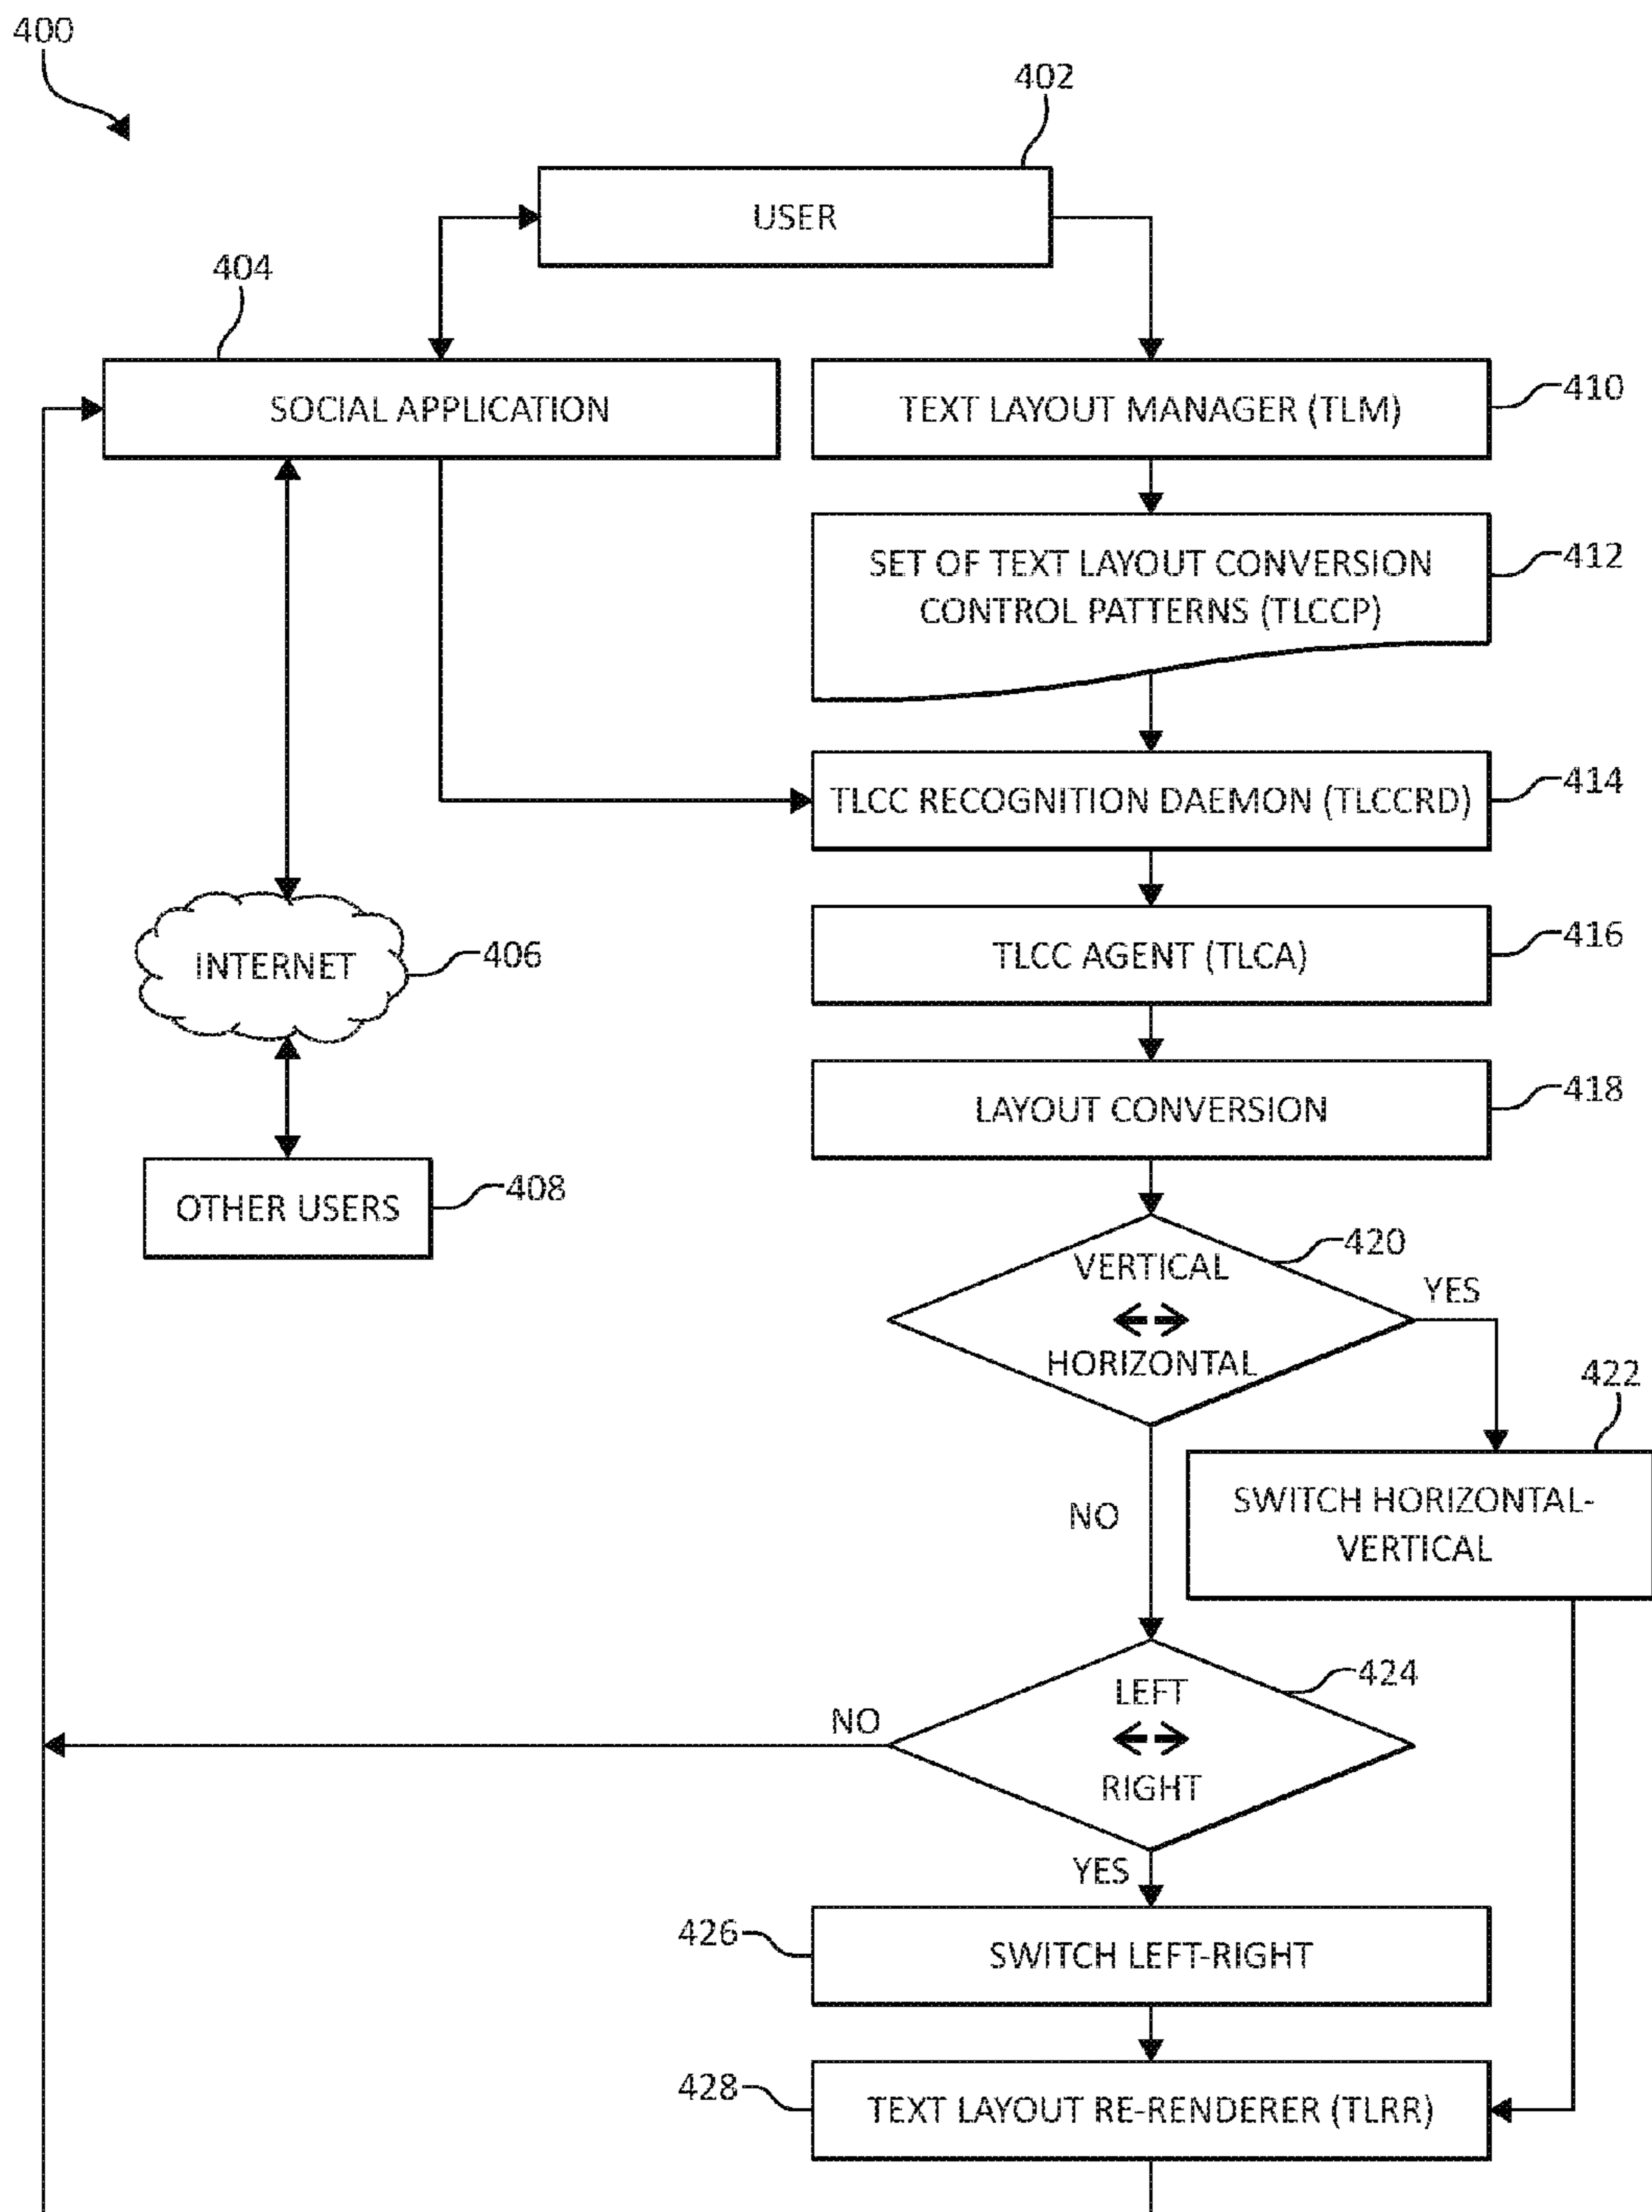 400
402
USER
404
SOCIAL APPLICATION
TEXT LAYOUT MANAGER (TLM)
410
SET OF TEXT LAYOUT CONVERSION
CONTROL PATTERNS (TLCCP)
412
TLCC RECOGNITION DAEMON (TLCCRD)
414
TLCC AGENT (TLCA)
416
INTERNET
406
LAYOUT CONVERSION
418
OTHER USERS
408
VERTICAL
HORIZONTAL
420
YES
422
SWITCH HORIZONTAL-
VERTICAL
NO
LEFT
RIGHT
424
NO
YES
426
SWITCH LEFT-RIGHT
428
TEXT LAYOUT RE-RENDERER (TLRR)